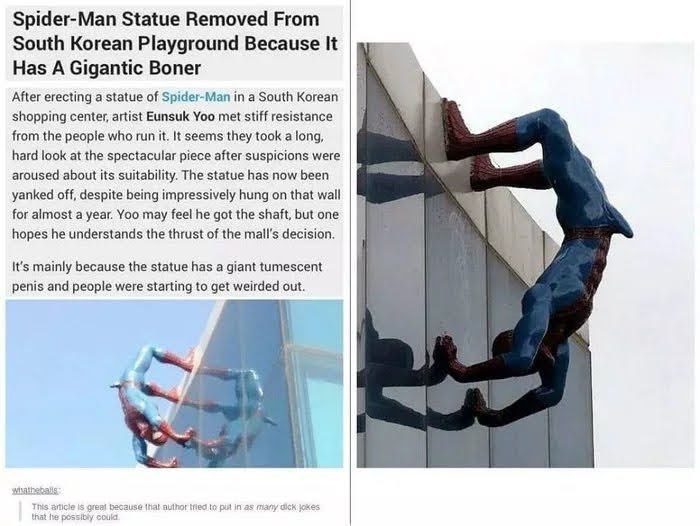 Spider-Man Statue Removed From
South Korean Playground Because It
Has A Gigantic Boner
After erecting a statue of Spider-Man in a South Korean
shopping center, artist Eunsuk Yoo met stiff resistance
from the people who run it. It seems they took a long,
hard look at the spectacular piece after suspicions were
aroused about its suitability. The statue has now been
yanked off, despite being impressively hung on that wall
for almost a year. You may feel he got the shaft, but one
hopes he understands the thrust of the mall's decision.
It's mainly because the statue has a giant tumescent
penis and people were starting to get weirded out.
whatheballs:
This article is great because that author tried to put in as many dick jokes
that he possibly could.